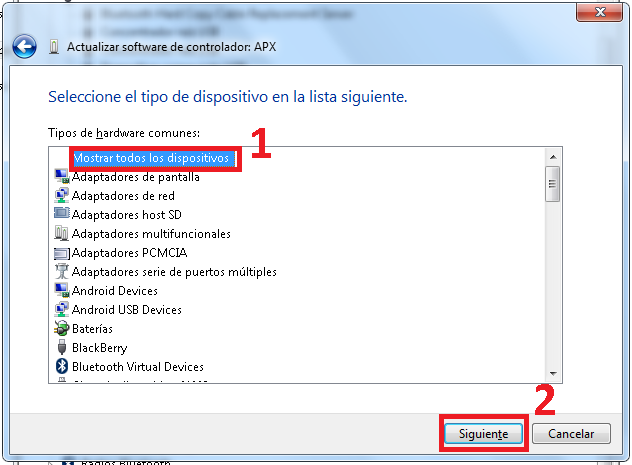 Actualizar software de controlador: APX
Seleccione el tipo de dispositivo en la lista siguiente.
Tipos de hardware comunes:
Mostrar todos los dispositivos
1
Adaptadores de pantalla
Adaptadores de red
Adaptadores host SD
Adaptadores multifuncionales
Adaptadores PCMCIA
Adaptadores serie de puertos múltiples
Android Devices
Android USB Devices
Baterías
BlackBerry
Bluetooth Virtual Devices
2
Siguiente
Cancelar
Radios Bluetooth